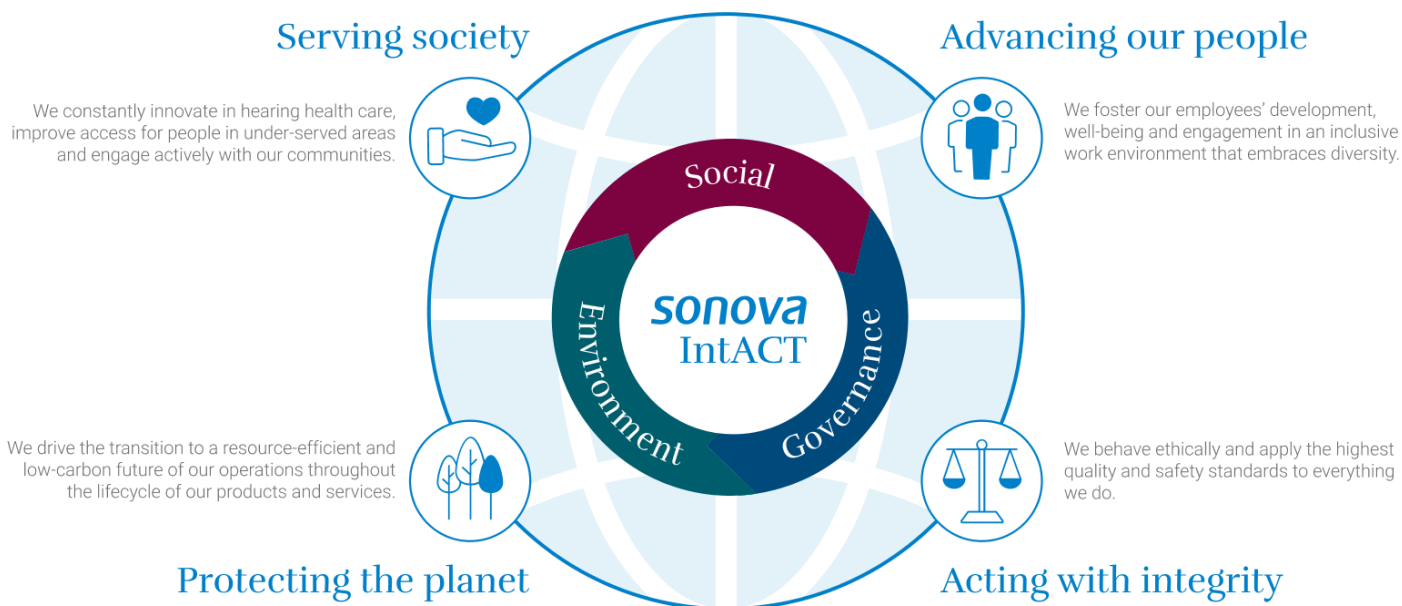 Serving society
We constantly innovate in hearing health care,
improve access for people in under-served areas
and engage actively with our communities.
Advancing our people
We foster our employees’ development,
well-being and engagement in an inclusive
work environment that embraces diversity.
Social
Environment
Governance
sonova
IntACT
We drive the transition to a resource-efficient and
low-carbon future of our operations throughout
the lifecycle of our products and services.
Protecting the planet
We behave ethically and apply the highest
quality and safety standards to everything
we do.
Acting with integrity